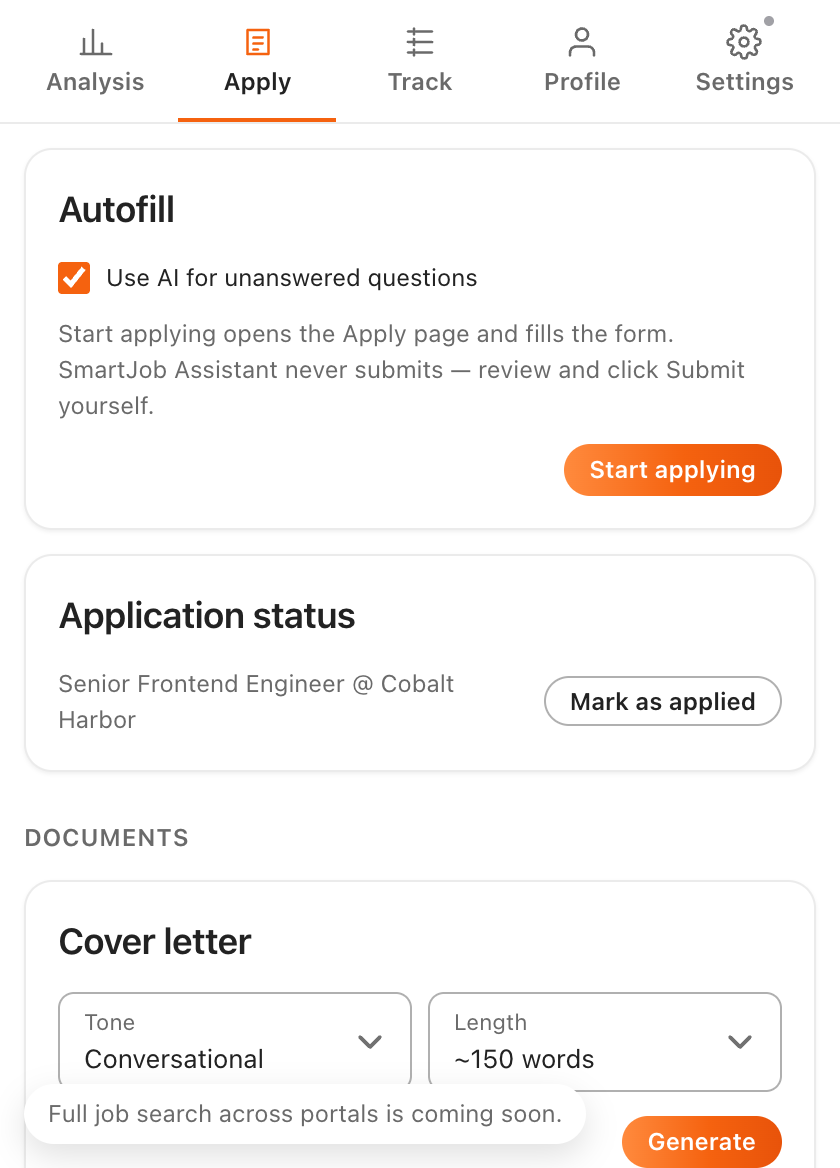 Analysis
Apply
Track
Profile
Settings
Autofill
Use AI for unanswered questions
Start applying opens the Apply page and fills the form.
SmartJob Assistant never submits — review and click Submit
yourself.
Start applying
Application status
Senior Frontend Engineer @ Cobalt
Harbor
Mark as applied
DOCUMENTS
Cover letter
Tone
Conversational
Length
~150 words
Full job search across portals is coming soon.
Generate